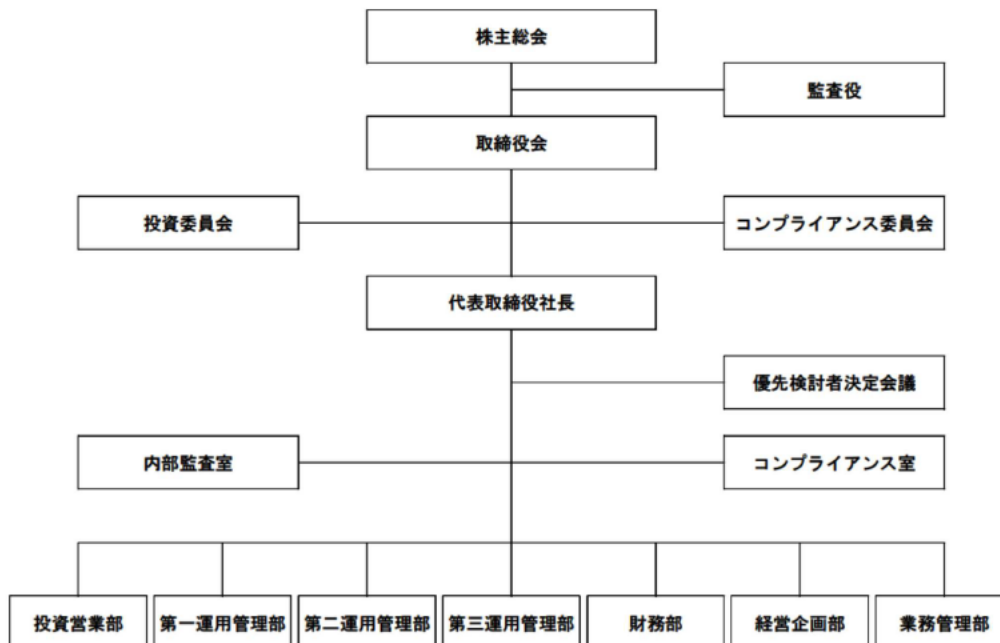 株主総会
監査役
取締役会
投資委員会
コンプライアンス委員会
代表取締役社長
優先検討者決定会議
内部監査室
コンプライアンス室
投資営業部
第一運用管理部
第二運用管理部
第三運用管理部
財務部
経営企画部
業務管理部